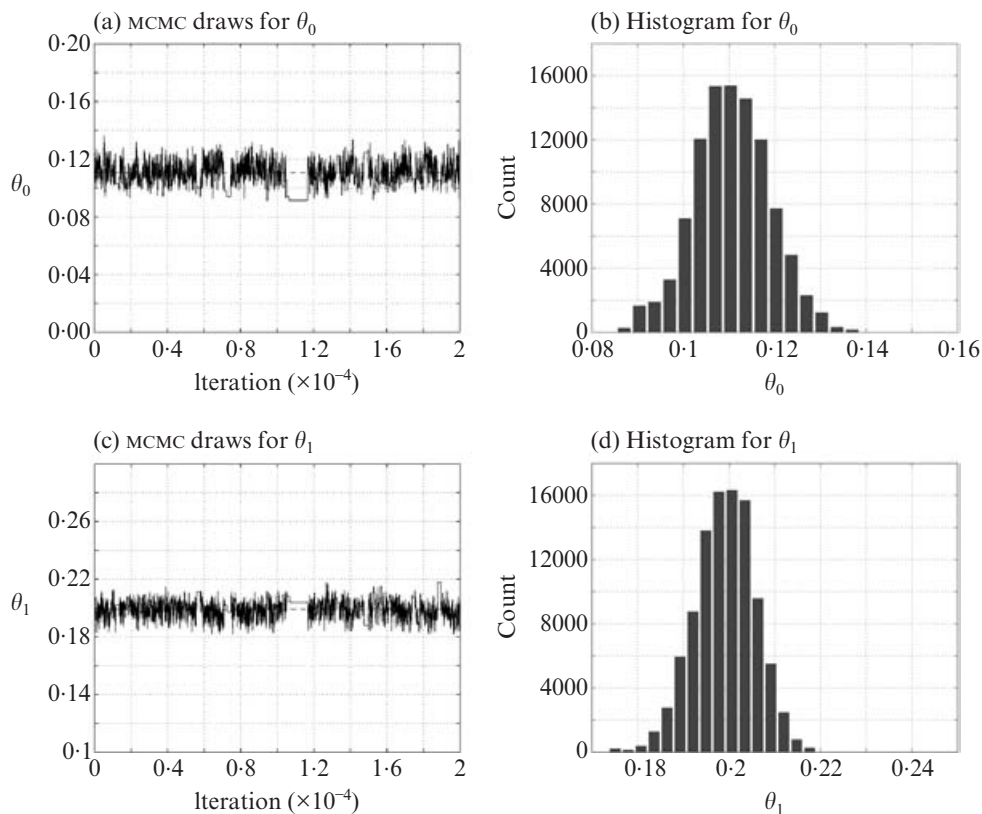 (a) MCMC draws for θ₀
(b) Histogram for θ₀
0·20
0·16
0·12
θ₀
0·08
0·04
0·00
0 0·4 0·8 1·2 1·6 2
Iteration (×10⁻⁴)
16000
12000
Count
8000
4000
0
0·08 0·1 0·12 0·14 0·16
θ₀
(c) MCMC draws for θ₁
(d) Histogram for θ₁
0·26
0·22
θ₁
0·18
0·14
0·1
0 0·4 0·8 1·2 1·6 2
Iteration (×10⁻⁴)
16000
12000
Count
8000
4000
0
0·18 0·2 0·22 0·24
θ₁